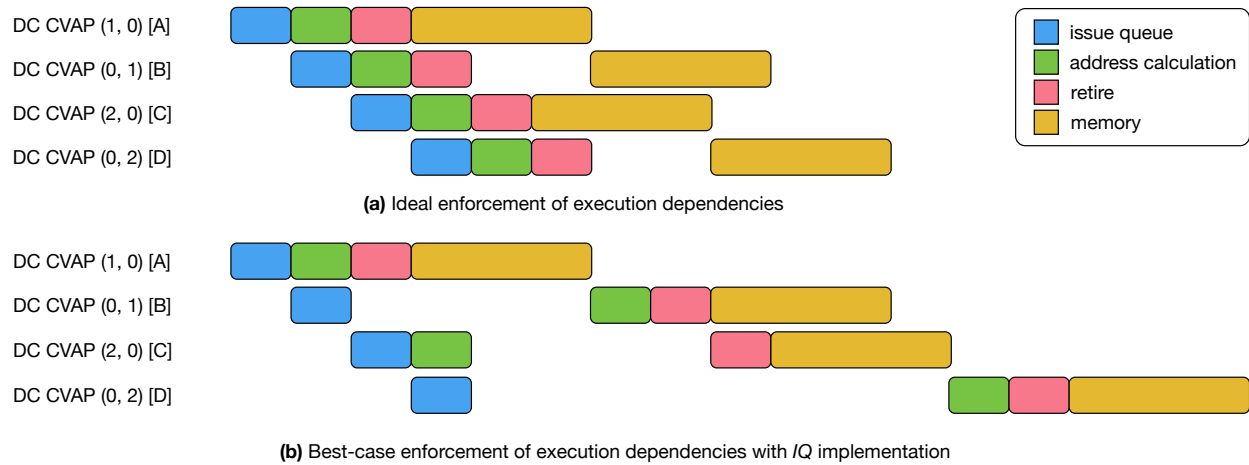 DC CVAP (1, 0) [A]
DC CVAP (0, 1) [B]
DC CVAP (2, 0) [C]
DC CVAP (0, 2) [D]
issue queue
address calculation
retire
memory
(a) Ideal enforcement of execution dependencies
DC CVAP (1, 0) [A]
DC CVAP (0, 1) [B]
DC CVAP (2, 0) [C]
DC CVAP (0, 2) [D]
(b) Best-case enforcement of execution dependencies with IQ implementation